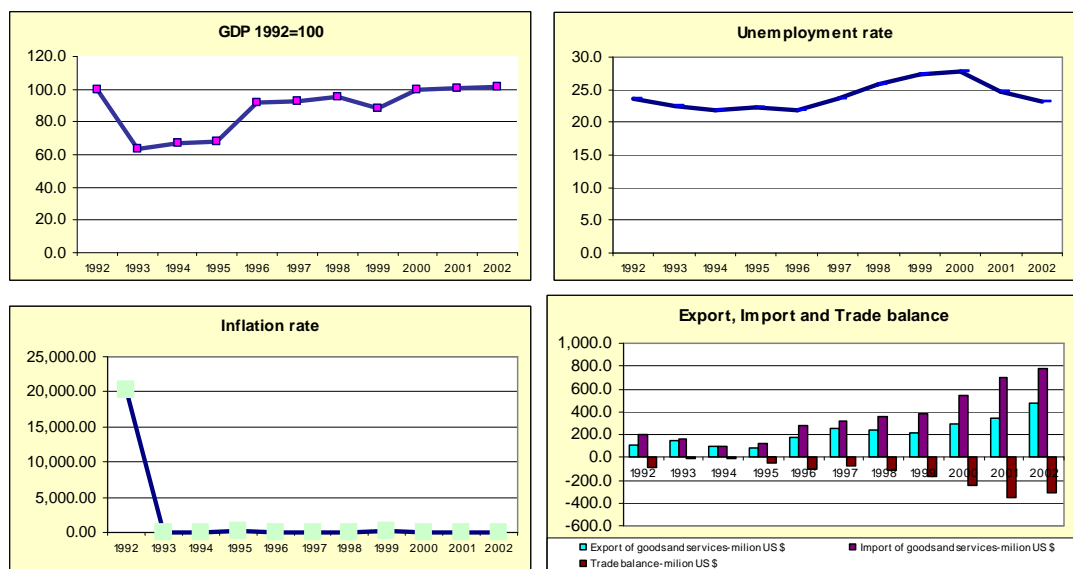 GDP 1992=100
120.0
100.0
80.0
60.0
40.0
20.0
0.0
1992 1993 1994 1995 1996 1997 1998 1999 2000 2001 2002
Unemployment rate
30.0
25.0
20.0
15.0
10.0
5.0
0.0
1992 1993 1994 1995 1996 1997 1998 1999 2000 2001 2002
Inflation rate
25,000.00
20,000.00
15,000.00
10,000.00
5,000.00
0.00
1992 1993 1994 1995 1996 1997 1998 1999 2000 2001 2002
Export, Import and Trade balance
1,000.0
800.0
600.0
400.0
200.0
0.0
-200.0
-400.0
-600.0
1992 1993 1994 1995 1996 1997 1998 1999 2000 2001 2002
Export of goodsand services-milion US $ Import of goodsand services-milion US $
Trade balance-milion US $